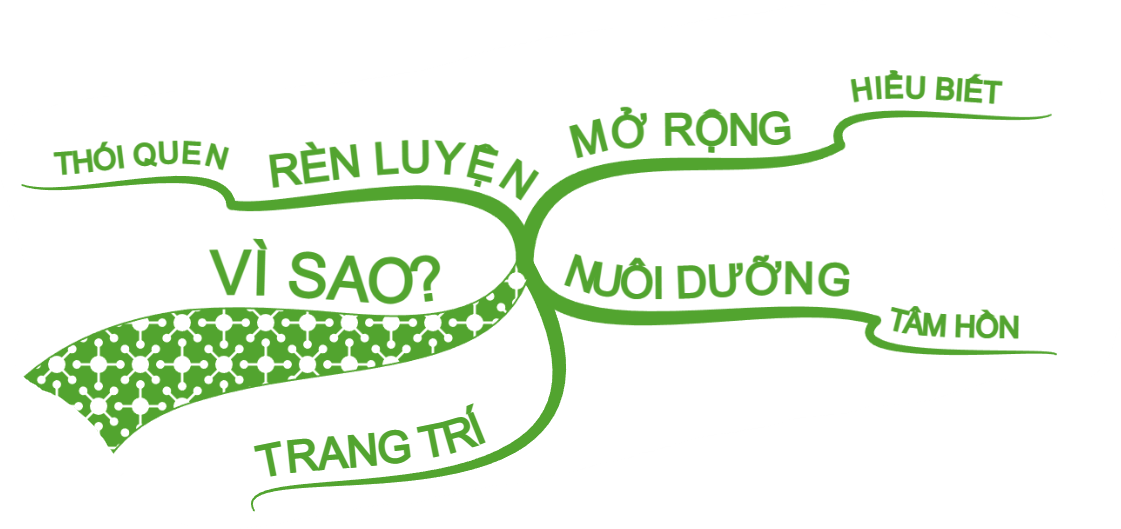 HIỂU BIẾT
MỞ RỘNG
THÓI QUEN
RÈN LUYỆN
VÌ SAO?
NUÔI DƯỠNG
TÂM HỒN
TRANG TRÍ